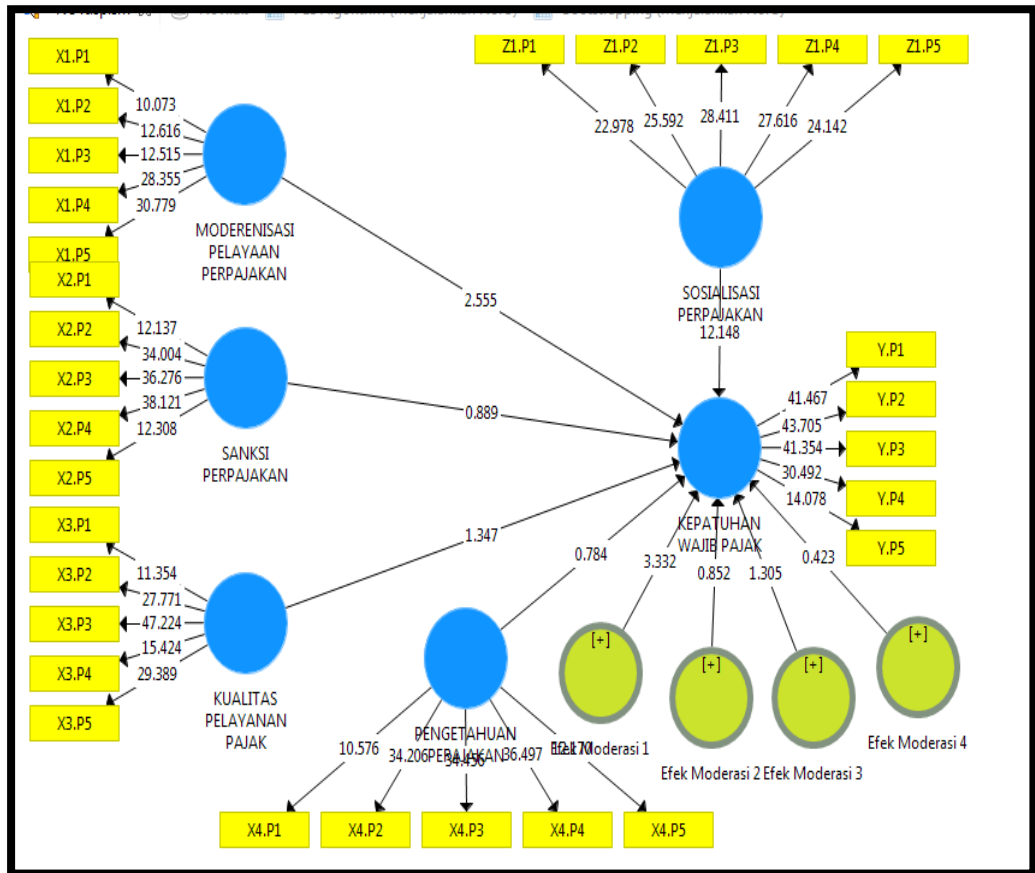 X1.P1
X1.P2
X1.P3
X1.P4
X1.P5
10.073
12.616
12.515
28.355
30.779
MODERENISASI
PELAYAAN
PERPAJAKAN
Z1.P1
Z1.P2
Z1.P3
Z1.P4
Z1.P5
22.978
25.592
28.411
27.616
24.142
SOSIALISASI
PERPAJAKAN
12.148
2.555
X2.P1
X2.P2
X2.P3
X2.P4
X2.P5
12.137
34.004
36.276
38.121
12.308
SANKSI
PERPAJAKAN
0.889
Y.P1
Y.P2
Y.P3
Y.P4
Y.P5
41.467
43.705
41.354
30.492
14.078
KEPATUHAN
WAJIB PAJAK
X3.P1
X3.P2
X3.P3
X3.P4
X3.P5
11.354
27.771
47.224
15.424
29.389
KUALITAS
PELAYANAN
PAJAK
1.347
0.784
3.332
0.852
1.305
0.423
[+]
[+]
[+]
[+]
Efek Moderasi 1
Efek Moderasi 2
Efek Moderasi 3
Efek Moderasi 4
PENGETAHUAN
PERPAJAKAN
10.576
34.206
34.456
36.497
X4.P1
X4.P2
X4.P3
X4.P4
X4.P5